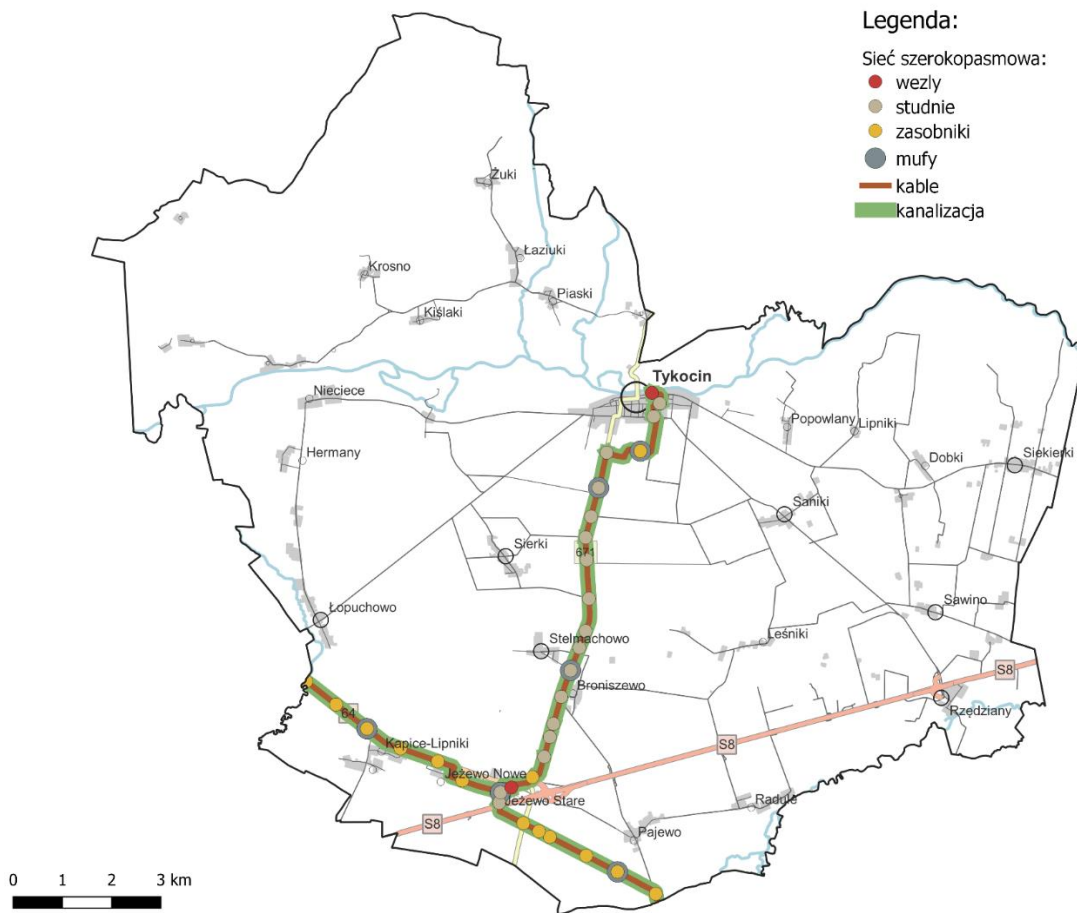 Legenda:
Sieć szerokopasmowa:
wezly
studnie
zasobniki
mufy
kable
kanalizacja
Żuki
Łaziuki
Krosno
Piaski
Kiślaki
Tykocin
Nieciece
Popowlany
Lipniki
Hermany
Dobki
Siekierki
Saniki
671
Sierki
Łopuchowo
Sawino
Stelmachowo
Leśniki
S8
Broniszewo
Rzędziany
64
S8
Kapice-Lipniki
Jeżewo Nowe
Jeżewo Stare
Radule
S8
Pajewo
0 1 2 3 km